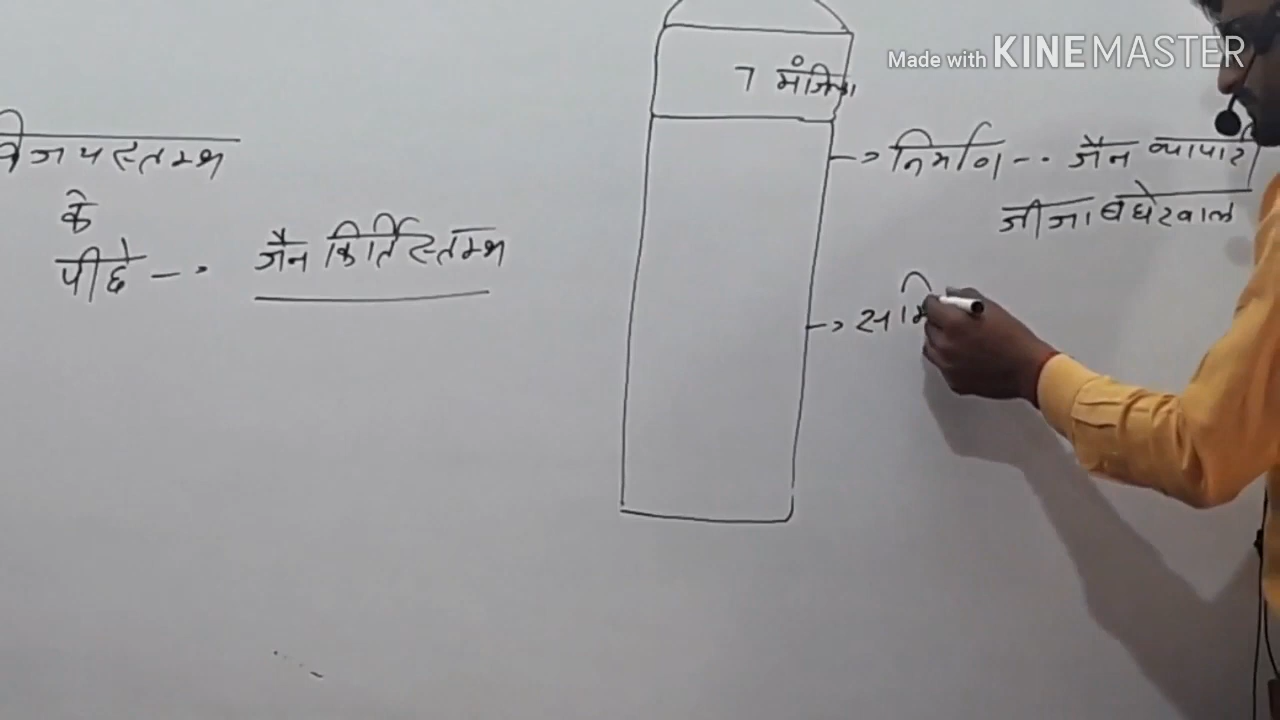 Made with KINEMASTER
7 मंजिला
विजयस्तम्भ
के
पीछे --> जैन किर्तिस्तम्भ
-> निर्माण -- जैन व्यापारी
जीजा बघेरवाल